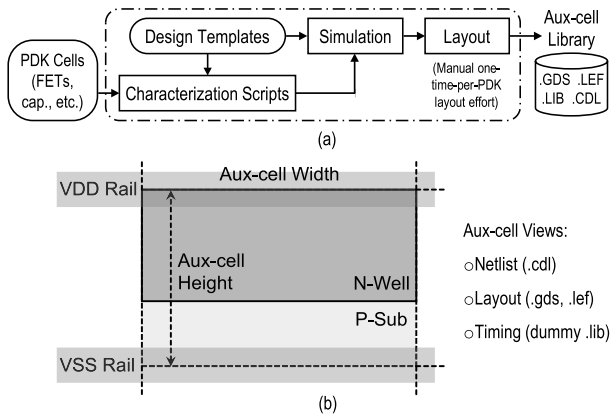 PDK Cells
(FETs,
cap., etc.)
Design Templates
Characterization Scripts
Simulation
Layout
(Manual one-
time-per-PDK
layout effort)
Aux-cell
Library
.GDS .LEF
.LIB .CDL
(a)
VDD Rail
Aux-cell Width
Aux-cell
Height
N-Well
P-Sub
VSS Rail
Aux-cell Views:
○Netlist (.cdl)
○Layout (.gds, .lef)
○Timing (dummy .lib)
(b)